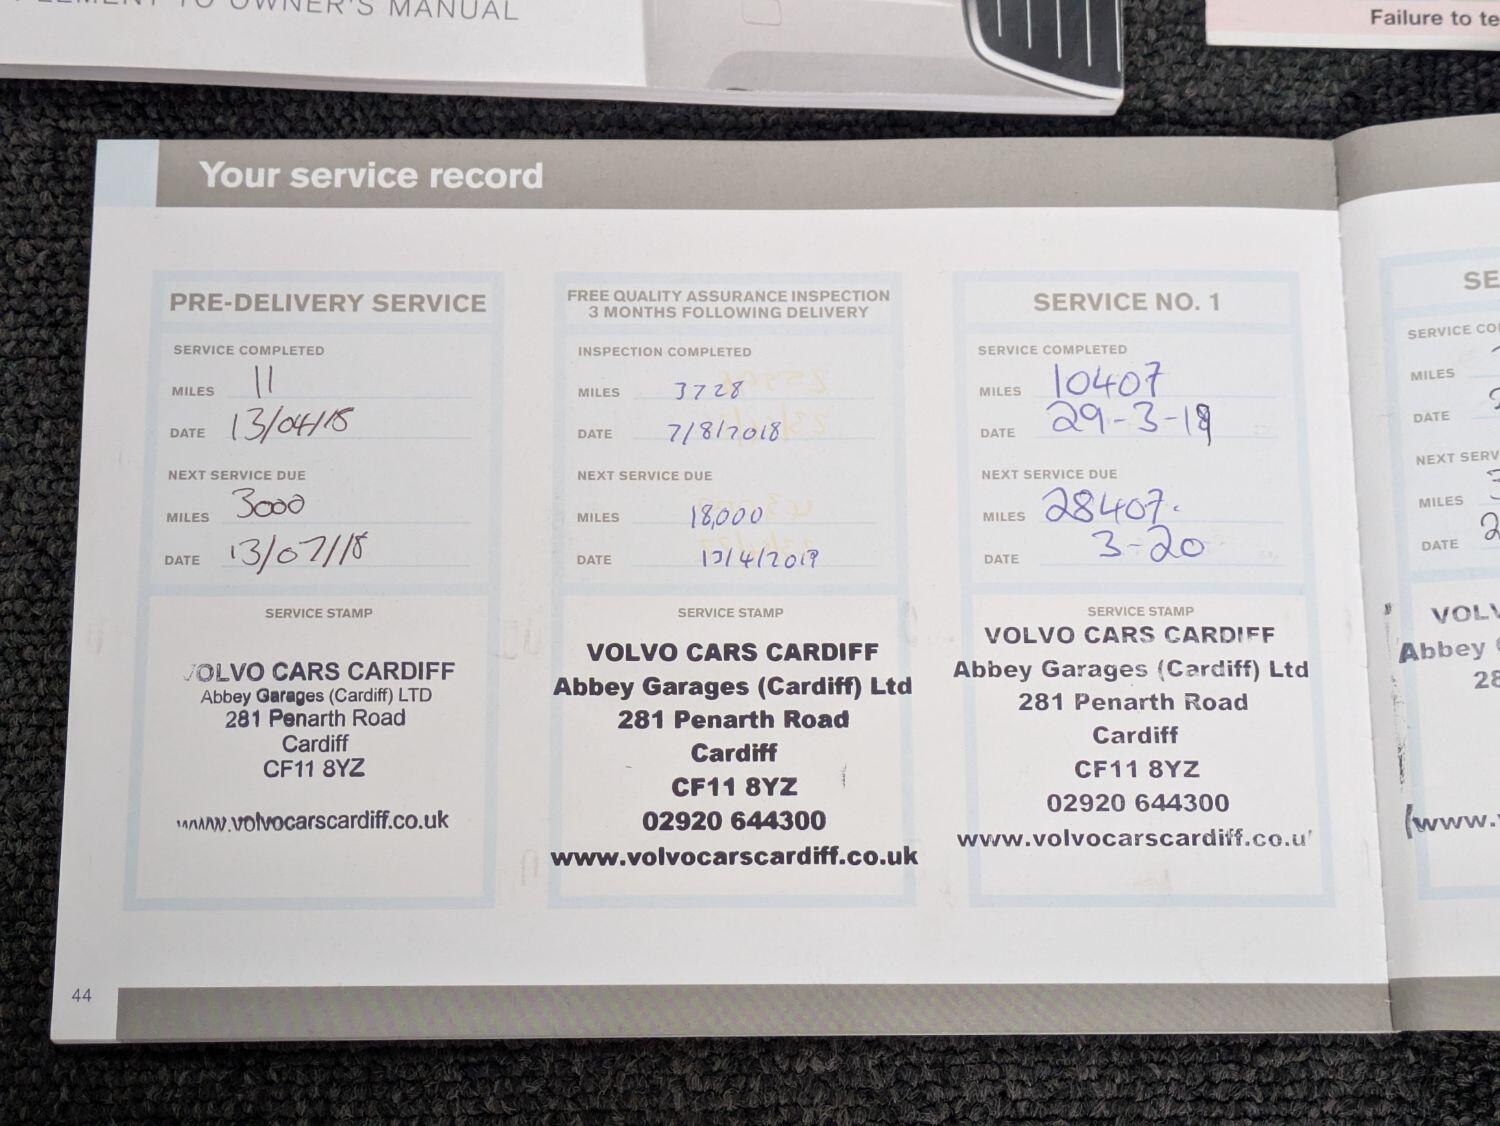 TO OWNER'S MANUAL
Failure to
Your service record
PRE-DELIVERY SERVICE
SERVICE COMPLETED
MILES 11
DATE 13/04/18
NEXT SERVICE DUE
MILES 3000
DATE 13/07/18
SERVICE STAMP
VOLVO CARS CARDIFF
Abbey Garages (Cardiff) LTD
281 Penarth Road
Cardiff
CF11 8YZ
www.volvocarscardiff.co.uk
FREE QUALITY ASSURANCE INSPECTION
3 MONTHS FOLLOWING DELIVERY
INSPECTION COMPLETED
MILES 3728
DATE 7/8/2018
NEXT SERVICE DUE
MILES 18,000
DATE 13/4/2019
SERVICE STAMP
VOLVO CARS CARDIFF
Abbey Garages (Cardiff) Ltd
281 Penarth Road
Cardiff
CF11 8YZ
02920 644300
www.volvocarscardiff.co.uk
SERVICE NO. 1
SERVICE COMPLETED
MILES 10407
DATE 29-3-19
NEXT SERVICE DUE
MILES 28407.
DATE 3-20
SERVICE STAMP
VOLVO CARS CARDIFF
Abbey Garages (Cardiff) Ltd
281 Penarth Road
Cardiff
CF11 8YZ
02920 644300
www.volvocarscardiff.co.u
SERVICE
MILES
DATE
NEXT
MILES
DATE
Abbey
www.
44